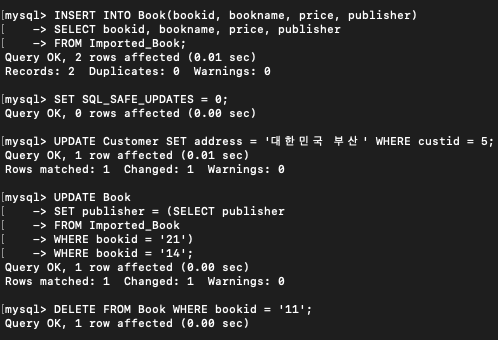 [mysql> INSERT INTO Book(bookid, bookname, price, publisher)
[    -> SELECT bookid, bookname, price, publisher
[    -> FROM Imported_Book;
Query OK, 2 rows affected (0.01 sec)
Records: 2  Duplicates: 0  Warnings: 0
[mysql> SET SQL_SAFE_UPDATES = 0;
Query OK, 0 rows affected (0.00 sec)
[mysql> UPDATE Customer SET address = '대한민국 부산' WHERE custid = 5;
Query OK, 1 row affected (0.01 sec)
Rows matched: 1  Changed: 1  Warnings: 0
[mysql> UPDATE Book
[    -> SET publisher = (SELECT publisher
[    -> FROM Imported_Book
[    -> WHERE bookid = '21')
[    -> WHERE bookid = '14';
Query OK, 1 row affected (0.00 sec)
Rows matched: 1  Changed: 1  Warnings: 0
[mysql> DELETE FROM Book WHERE bookid = '11';
Query OK, 1 row affected (0.00 sec)